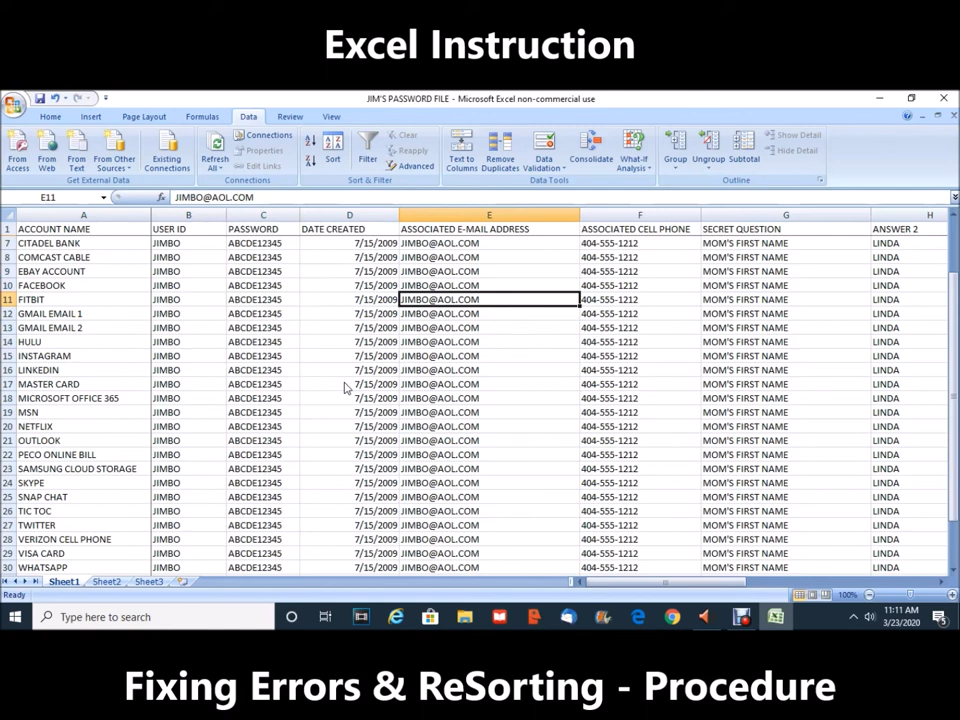 Excel Instruction
JIM'S PASSWORD FILE - Microsoft Excel non-commercial use
Home Insert Page Layout Formulas Data Review View
From Access From Web From Text From Other Sources Existing Connections Refresh All Connections Properties Edit Links Sort Filter Clear Reapply Advanced Text to Columns Remove Duplicates Data Validation Consolidate What-If Analysis Group Ungroup Subtotal Show Detail Hide Detail
Get External Data Connections Sort & Filter Data Tools Outline
E11 fx JIMBO@AOL.COM
A B C D E F G H
1 ACCOUNT NAME USER ID PASSWORD DATE CREATED ASSOCIATED E-MAIL ADDRESS ASSOCIATED CELL PHONE SECRET QUESTION ANSWER 2
7 CITADEL BANK JIMBO ABCDE12345 7/15/2009 JIMBO@AOL.COM 404-555-1212 MOM'S FIRST NAME LINDA
8 COMCAST CABLE JIMBO ABCDE12345 7/15/2009 JIMBO@AOL.COM 404-555-1212 MOM'S FIRST NAME LINDA
9 EBAY ACCOUNT JIMBO ABCDE12345 7/15/2009 JIMBO@AOL.COM 404-555-1212 MOM'S FIRST NAME LINDA
10 FACEBOOK JIMBO ABCDE12345 7/15/2009 JIMBO@AOL.COM 404-555-1212 MOM'S FIRST NAME LINDA
11 FITBIT JIMBO ABCDE12345 7/15/2009 JIMBO@AOL.COM 404-555-1212 MOM'S FIRST NAME LINDA
12 GMAIL EMAIL 1 JIMBO ABCDE12345 7/15/2009 JIMBO@AOL.COM 404-555-1212 MOM'S FIRST NAME LINDA
13 GMAIL EMAIL 2 JIMBO ABCDE12345 7/15/2009 JIMBO@AOL.COM 404-555-1212 MOM'S FIRST NAME LINDA
14 HULU JIMBO ABCDE12345 7/15/2009 JIMBO@AOL.COM 404-555-1212 MOM'S FIRST NAME LINDA
15 INSTAGRAM JIMBO ABCDE12345 7/15/2009 JIMBO@AOL.COM 404-555-1212 MOM'S FIRST NAME LINDA
16 LINKEDIN JIMBO ABCDE12345 7/15/2009 JIMBO@AOL.COM 404-555-1212 MOM'S FIRST NAME LINDA
17 MASTER CARD JIMBO ABCDE12345 7/15/2009 JIMBO@AOL.COM 404-555-1212 MOM'S FIRST NAME LINDA
18 MICROSOFT OFFICE 365 JIMBO ABCDE12345 7/15/2009 JIMBO@AOL.COM 404-555-1212 MOM'S FIRST NAME LINDA
19 MSN JIMBO ABCDE12345 7/15/2009 JIMBO@AOL.COM 404-555-1212 MOM'S FIRST NAME LINDA
20 NETFLIX JIMBO ABCDE12345 7/15/2009 JIMBO@AOL.COM 404-555-1212 MOM'S FIRST NAME LINDA
21 OUTLOOK JIMBO ABCDE12345 7/15/2009 JIMBO@AOL.COM 404-555-1212 MOM'S FIRST NAME LINDA
22 PECO ONLINE BILL JIMBO ABCDE12345 7/15/2009 JIMBO@AOL.COM 404-555-1212 MOM'S FIRST NAME LINDA
23 SAMSUNG CLOUD STORAGE JIMBO ABCDE12345 7/15/2009 JIMBO@AOL.COM 404-555-1212 MOM'S FIRST NAME LINDA
24 SKYPE JIMBO ABCDE12345 7/15/2009 JIMBO@AOL.COM 404-555-1212 MOM'S FIRST NAME LINDA
25 SNAP CHAT JIMBO ABCDE12345 7/15/2009 JIMBO@AOL.COM 404-555-1212 MOM'S FIRST NAME LINDA
26 TIC TOC JIMBO ABCDE12345 7/15/2009 JIMBO@AOL.COM 404-555-1212 MOM'S FIRST NAME LINDA
27 TWITTER JIMBO ABCDE12345 7/15/2009 JIMBO@AOL.COM 404-555-1212 MOM'S FIRST NAME LINDA
28 VERIZON CELL PHONE JIMBO ABCDE12345 7/15/2009 JIMBO@AOL.COM 404-555-1212 MOM'S FIRST NAME LINDA
29 VISA CARD JIMBO ABCDE12345 7/15/2009 JIMBO@AOL.COM 404-555-1212 MOM'S FIRST NAME LINDA
30 WHATSAPP JIMBO ABCDE12345 7/15/2009 JIMBO@AOL.COM 404-555-1212 MOM'S FIRST NAME LINDA
Sheet1 Sheet2 Sheet3
Ready 100%
Type here to search 11:11 AM
3/23/2020 5
Fixing Errors & ReSorting - Procedure